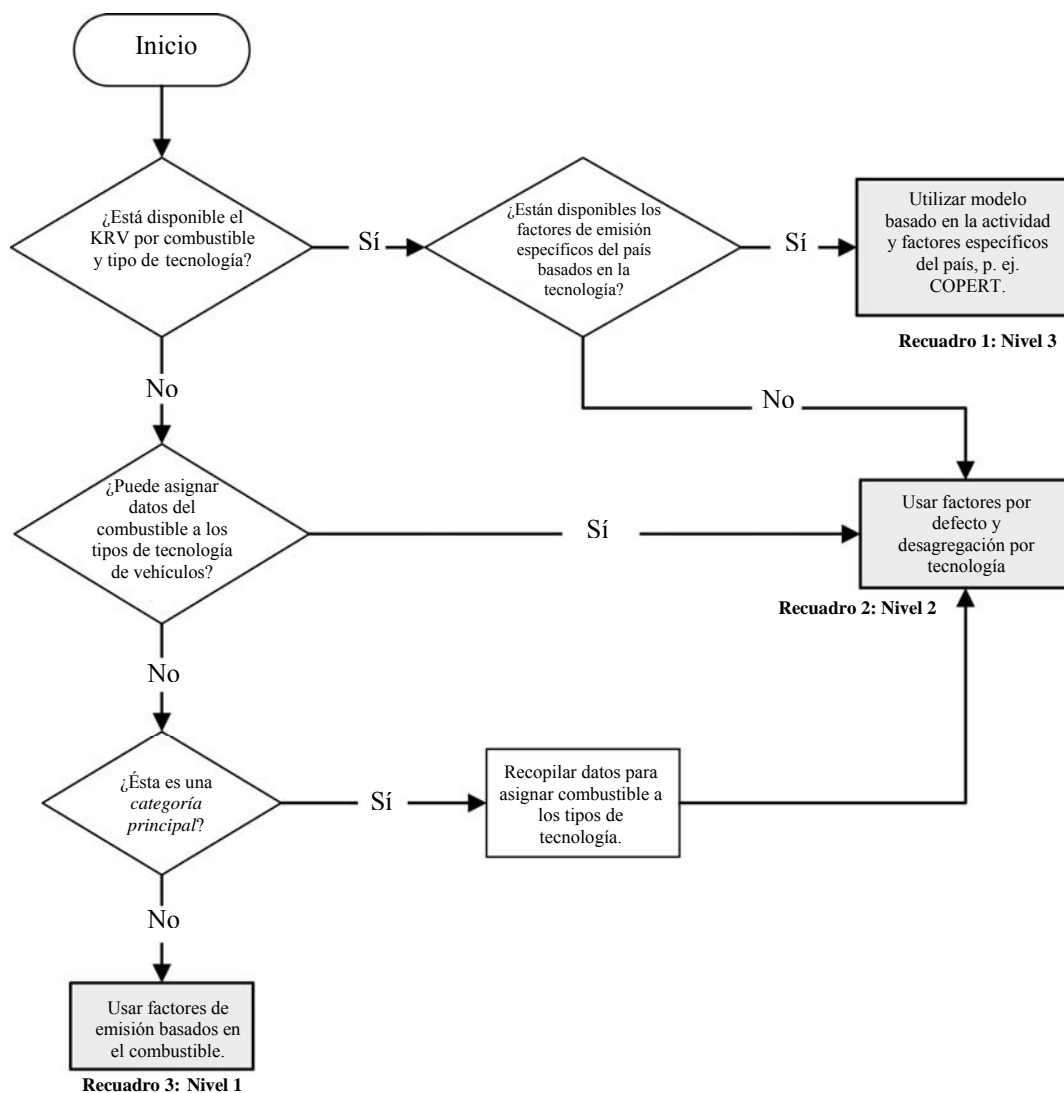 Inicio
¿Está disponible el
KRV por combustible
y tipo de tecnología?
Sí
¿Están disponibles los
factores de emisión
específicos del país
basados en la
tecnología?
Sí
Utilizar modelo
basado en la actividad
y factores específicos
del país, p. ej.
COPERT.
Recuadro 1: Nivel 3
No
No
¿Puede asignar
datos del
combustible a los
tipos de tecnología
de vehículos?
Sí
Usar factores por
defecto y
desagregación por
tecnología
Recuadro 2: Nivel 2
No
¿Ésta es una
categoría
principal?
Sí
Recopilar datos para
asignar combustible a
los tipos de
tecnología.
No
Usar factores de
emisión basados en
el combustible.
Recuadro 3: Nivel 1